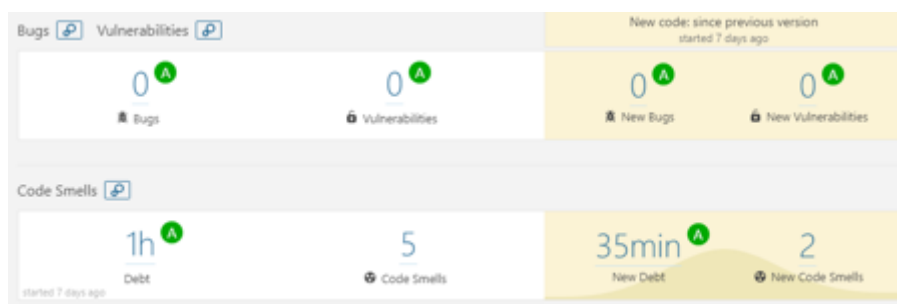 Bugs Vulnerabilities
New code: since previous version
started 7 days ago
0 A
Bugs
0 A
Vulnerabilities
0 A
New Bugs
0 A
New Vulnerabilities
Code Smells
1h A
Debt
started 7 days ago
5
Code Smells
35min A
New Debt
2
New Code Smells